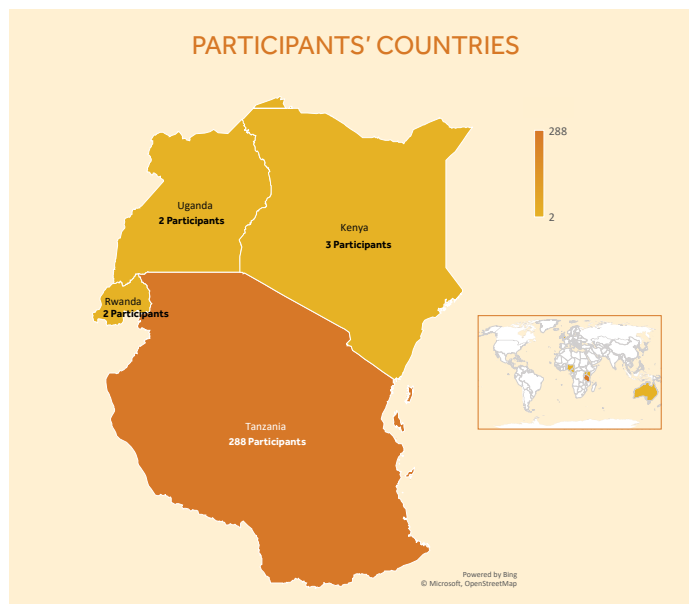 PARTICIPANTS’ COUNTRIES
288
2
Uganda
2 Participants
Kenya
3 Participants
Rwanda
2 Participants
Tanzania
288 Participants
Powered by Bing
© Microsoft, OpenStreetMap